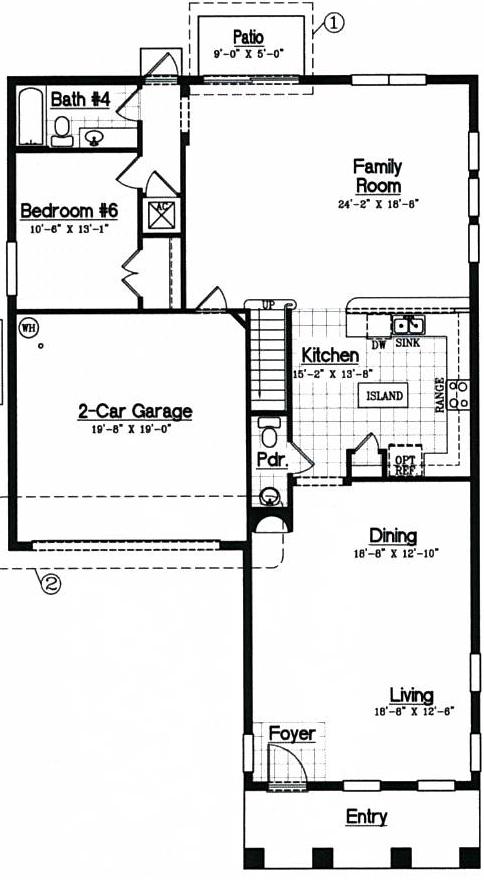 Patio
9'-0" X 5'-0"
1
Bath #4
Family
Room
24'-2" X 18'-6"
AC
Bedroom #6
10'-6" X 13'-1"
UP
WH
DW
SINK
Kitchen
15'-2" X 13'-8"
ISLAND
RANGE
2-Car Garage
19'-8" X 19'-0"
Pdr.
OPT
REF.
Dining
18'-8" X 12'-10"
2
Living
18'-8" X 12'-6"
Foyer
Entry